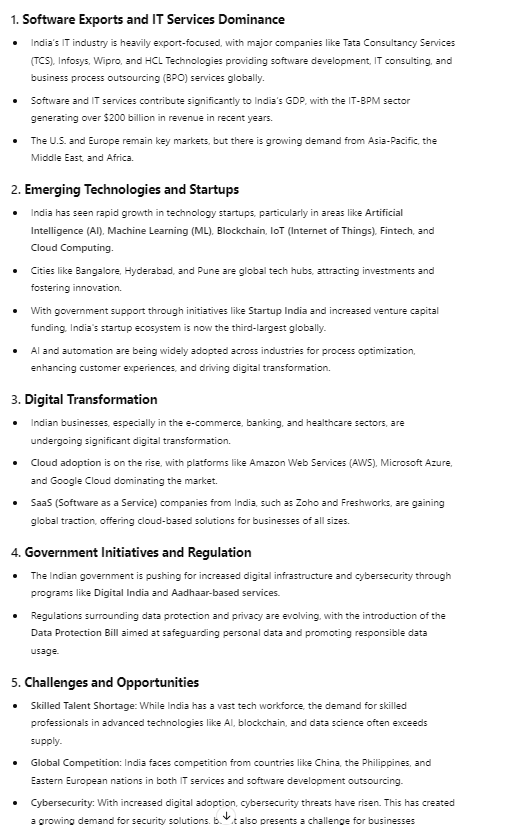 1. Software Exports and IT Services Dominance
• India's IT industry is heavily export-focused, with major companies like Tata Consultancy Services
(TCS), Infosys, Wipro, and HCL Technologies providing software development, IT consulting, and
business process outsourcing (BPO) services globally.
• Software and IT services contribute significantly to India's GDP, with the IT-BPM sector
generating over $200 billion in revenue in recent years.
• The U.S. and Europe remain key markets, but there is growing demand from Asia-Pacific, the
Middle East, and Africa.
2. Emerging Technologies and Startups
• India has seen rapid growth in technology startups, particularly in areas like Artificial
Intelligence (AI), Machine Learning (ML), Blockchain, IoT (Internet of Things), Fintech, and
Cloud Computing.
• Cities like Bangalore, Hyderabad, and Pune are global tech hubs, attracting investments and
fostering innovation.
• With government support through initiatives like Startup India and increased venture capital
funding, India's startup ecosystem is now the third-largest globally.
• AI and automation are being widely adopted across industries for process optimization,
enhancing customer experiences, and driving digital transformation.
3. Digital Transformation
• Indian businesses, especially in the e-commerce, banking, and healthcare sectors, are
undergoing significant digital transformation.
• Cloud adoption is on the rise, with platforms like Amazon Web Services (AWS), Microsoft Azure,
and Google Cloud dominating the market.
• SaaS (Software as a Service) companies from India, such as Zoho and Freshworks, are gaining
global traction, offering cloud-based solutions for businesses of all sizes.
4. Government Initiatives and Regulation
• The Indian government is pushing for increased digital infrastructure and cybersecurity through
programs like Digital India and Aadhaar-based services.
• Regulations surrounding data protection and privacy are evolving, with the introduction of the
Data Protection Bill aimed at safeguarding personal data and promoting responsible data
usage.
5. Challenges and Opportunities
• Skilled Talent Shortage: While India has a vast tech workforce, the demand for skilled
professionals in advanced technologies like AI, blockchain, and data science often exceeds
supply.
• Global Competition: India faces competition from countries like China, the Philippines, and
Eastern European nations in both IT services and software development outsourcing.
• Cybersecurity: With increased digital adoption, cybersecurity threats have risen. This has created
a growing demand for security solutions, also presents a challenge for businesses